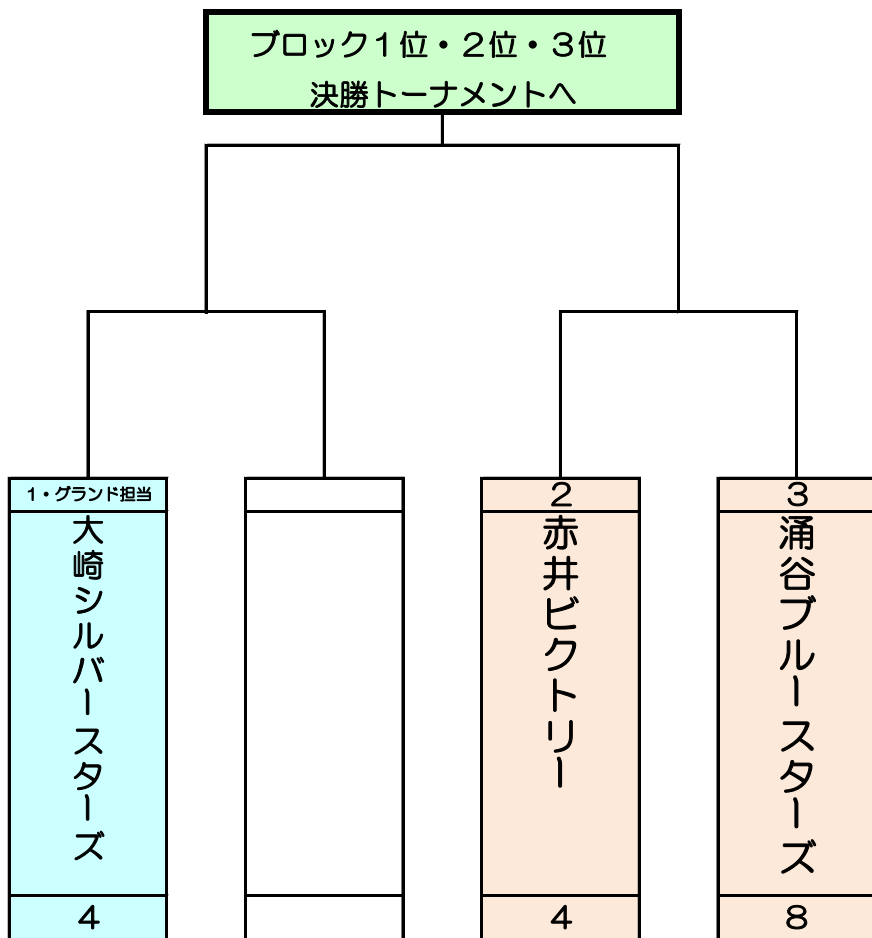 ブロック１位・２位・３位
決勝トーナメントへ
１・グランド担当
大崎シルバースターズ
４
２
赤井ビクトリー
４
３
涌谷ブルースターズ
８